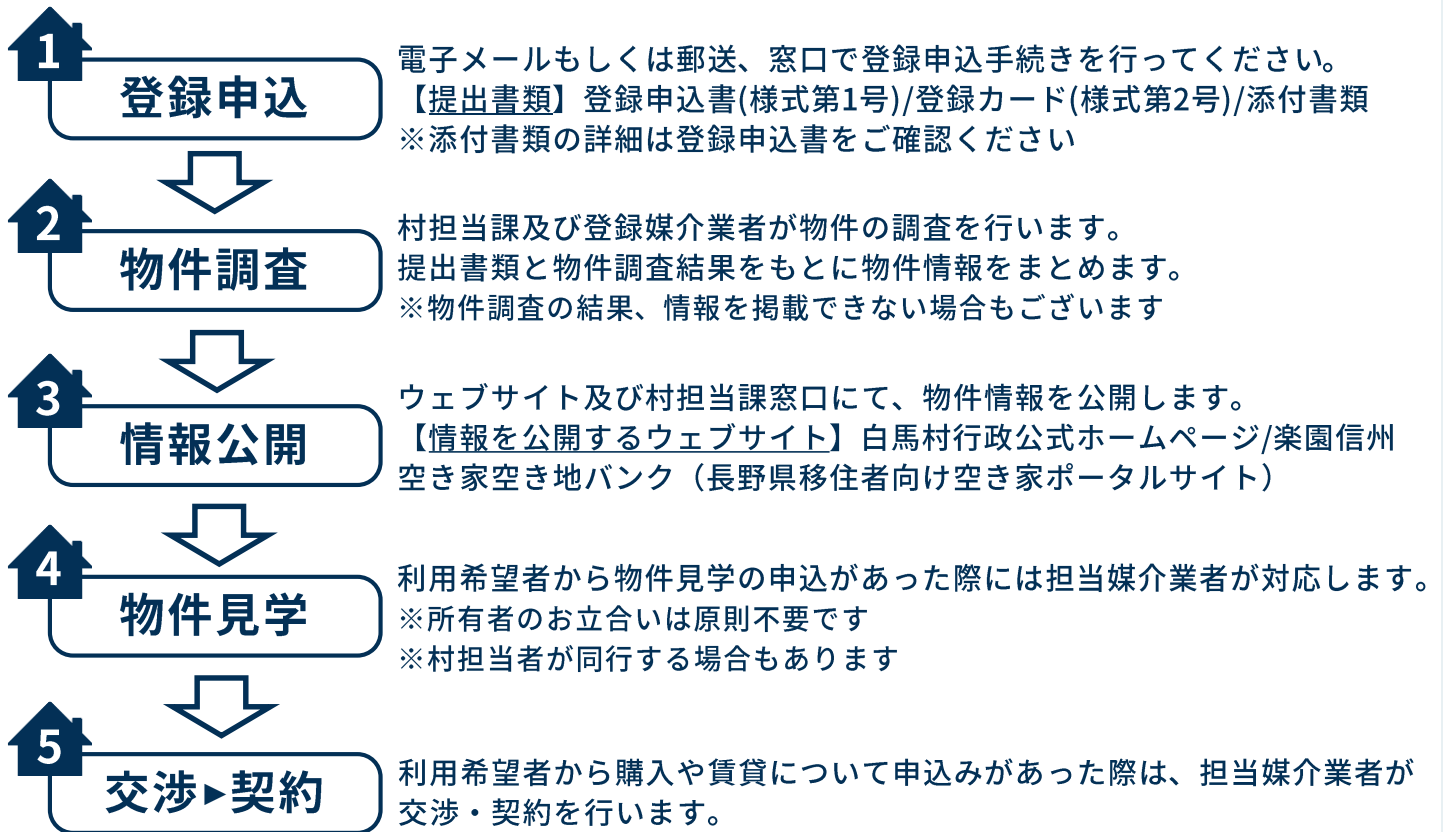 1
登録申込
電子メールもしくは郵送、窓口で登録申込手続きを行ってください。
【提出書類】登録申込書(様式第1号)/登録カード(様式第2号)/添付書類
※添付書類の詳細は登録申込書をご確認ください
2
物件調査
村担当課及び登録媒介業者が物件の調査を行います。
提出書類と物件調査結果をもとに物件情報をまとめます。
※物件調査の結果、情報を掲載できない場合もございます
3
情報公開
ウェブサイト及び村担当課窓口にて、物件情報を公開します。
【情報を公開するウェブサイト】白馬村行政公式ホームページ/楽園信州
空き家空き地バンク（長野県移住者向け空き家ポータルサイト）
4
物件見学
利用希望者から物件見学の申込があった際には担当媒介業者が対応します。
※所有者のお立合いは原則不要です
※村担当者が同行する場合もあります
5
交渉▶契約
利用希望者から購入や賃貸について申込みがあった際は、担当媒介業者が
交渉・契約を行います。